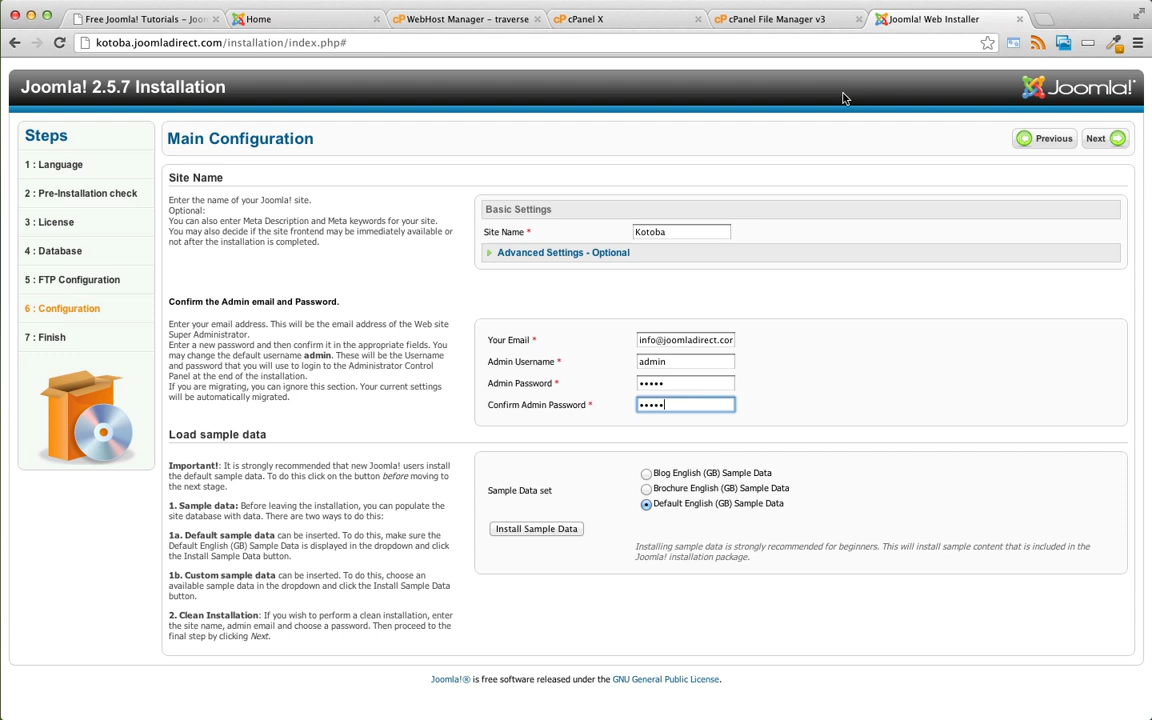 Free Joomla! Tutorials – Joom
Home
WebHost Manager - traverse
cPanel X
cPanel File Manager v3
Joomla! Web Installer
kotoba.joomladirect.com/installation/index.php#
Joomla! 2.5.7 Installation
Joomla!
Steps
1 : Language
2 : Pre-Installation check
3 : License
4 : Database
5 : FTP Configuration
6 : Configuration
7 : Finish
Main Configuration
Previous
Next
Site Name
Enter the name of your Joomla! site.
Optional:
You can also enter Meta Description and Meta keywords for your site.
You may also decide if the site frontend may be immediately available or
not after the installation is completed.
Basic Settings
Site Name *
Kotoba
Advanced Settings - Optional
Confirm the Admin email and Password.
Enter your email address. This will be the email address of the Web site
Super Administrator.
Enter a new password and then confirm it in the appropriate fields. You
may change the default username admin. These will be the Username
and password that you will use to login to the Administrator Control
Panel at the end of the installation.
If you are migrating, you can ignore this section. Your current settings
will be automatically migrated.
Your Email *
info@joomladirect.cor
Admin Username *
admin
Admin Password *
•••••
Confirm Admin Password *
•••••
Load sample data
Important!: It is strongly recommended that new Joomla! users install
the default sample data. To do this click on the button before moving to
the next stage.
1. Sample data: Before leaving the installation, you can populate the
site database with data. There are two ways to do this:
1a. Default sample data can be inserted. To do this, make sure the
Default English (GB) Sample Data is displayed in the dropdown and click
the Install Sample Data button.
1b. Custom sample data can be inserted. To do this, choose an
available sample data in the dropdown and click the Install Sample Data
button.
2. Clean Installation: If you wish to perform a clean installation, enter
the site name, admin email and choose a password. Then proceed to the
final step by clicking Next.
Sample Data set
Blog English (GB) Sample Data
Brochure English (GB) Sample Data
Default English (GB) Sample Data
Install Sample Data
Installing sample data is strongly recommended for beginners. This will install sample content that is included in the
Joomla! installation package.
Joomla!® is free software released under the GNU General Public License.